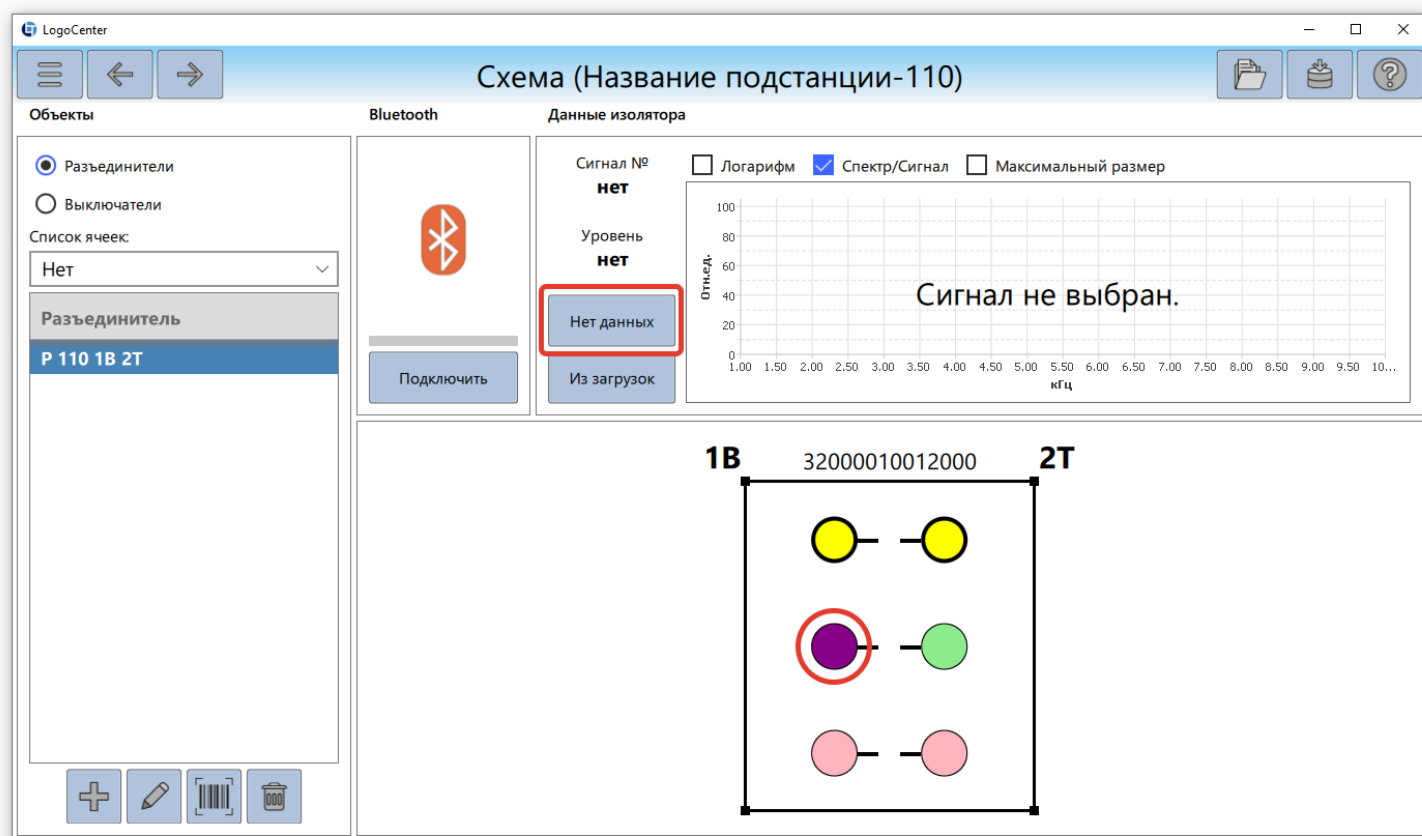 LogoCenter
Схема (Название подстанции-110)
Объекты
Bluetooth
Данные изолятора
Разъединители
Выключатели
Список ячеек:
Нет
Разъединитель
Р 110 1В 2Т
Подключить
Сигнал №
нет
Уровень
нет
Нет данных
Из загрузок
Логарифм
Спектр/Сигнал
Максимальный размер
Отн.ед.
100
80
60
40
20
0
Сигнал не выбран.
1.00 1.50 2.00 2.50 3.00 3.50 4.00 4.50 5.00 5.50 6.00 6.50 7.00 7.50 8.00 8.50 9.00 9.50 10...
кГц
1В 32000010012000 2Т